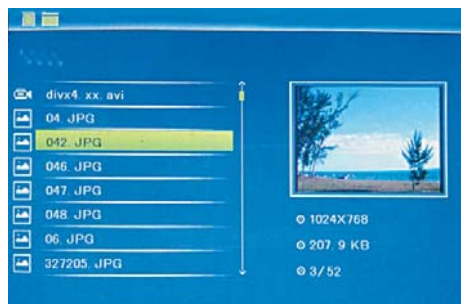 divx4. xx. avi
04. JPG
042. JPG
046. JPG
047. JPG
048. JPG
06. JPG
327205. JPG
1024X768
207. 9 KB
3/52